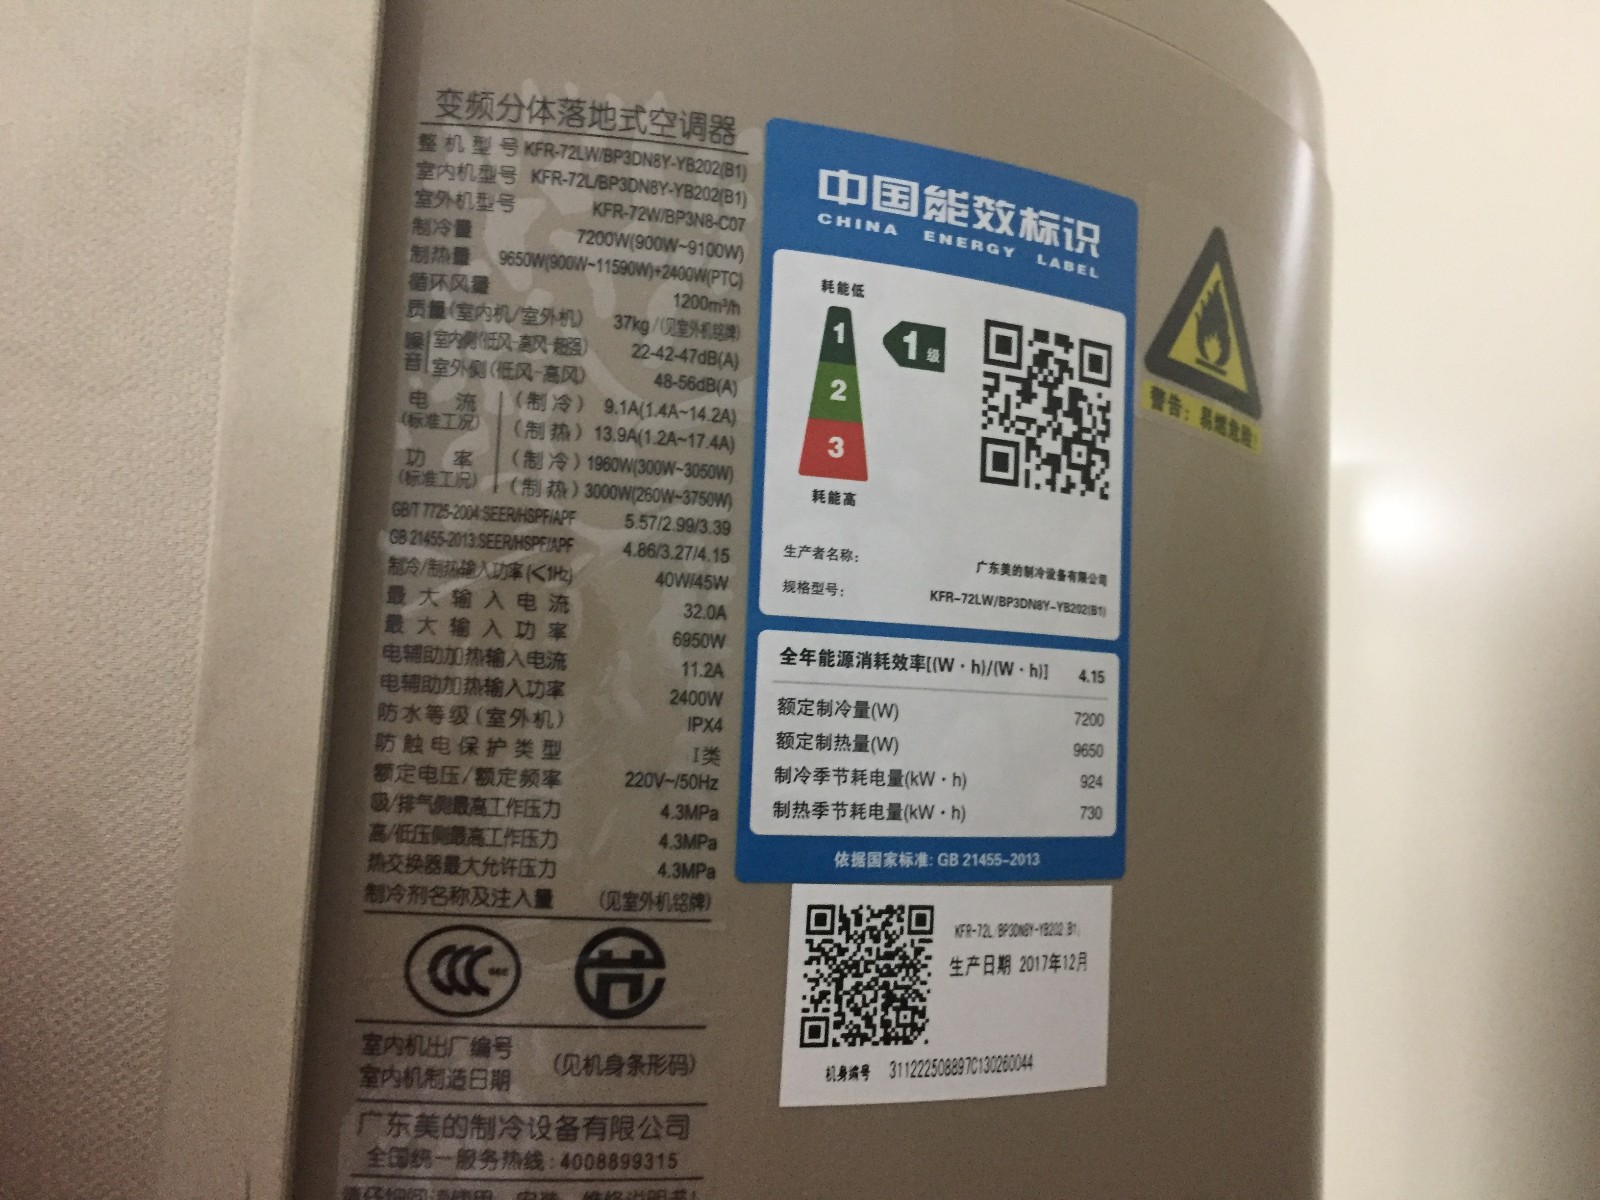 变频分体落地式空调器
整机型号 KFR-72LW/BP3DN8Y-YB202(B1)
室内机型号 KFR-72L/BP3DN8Y-YB202(B1)
室外机型号 KFR-72W/BP3N8-C07
制冷量 7200W(900W~9100W)
制热量 9650W(900W~11590W)+2400W(PTC)
循环风量 1200m³/h
质量(室内机/室外机) 37kg/(见室外机铭牌)
噪音 室内侧(低风-高风-超强) 22-42-47dB(A)
室外侧(低风-高风) 48-56dB(A)
电流(标准工况) (制冷) 9.1A(1.4A~14.2A)
(制热) 13.9A(1.2A~17.4A)
功率(标准工况) (制冷) 1960W(300W~3050W)
(制热) 3000W(260W~3750W)
GB/T 7725-2004:SEER/HSPF/APF 5.57/2.99/3.39
GB 21455-2013:SEER/HSPF/APF 4.86/3.27/4.15
制冷/制热输入功率(<1Hz) 40W/45W
最大输入电流 32.0A
最大输入功率 6950W
电辅助加热输入电流 11.2A
电辅助加热输入功率 2400W
防水等级(室外机) IPX4
防触电保护类型 I类
额定电压/额定频率 220V~/50Hz
吸/排气侧最高工作压力 4.3MPa
高/低压侧最高工作压力 4.3MPa
热交换器最大允许压力 4.3MPa
制冷剂名称及注入量 (见室外机铭牌)
CCC
节
室内机出厂编号
室内机制造日期 (见机身条形码)
广东美的制冷设备有限公司
全国统一服务热线:4008899315
中国能效标识
CHINA ENERGY LABEL
耗能低
1
2
3
耗能高
1级
生产者名称: 广东美的制冷设备有限公司
规格型号: KFR-72LW/BP3DN8Y-YB202(B1)
全年能源消耗效率[(W·h)/(W·h)] 4.15
额定制冷量(W) 7200
额定制热量(W) 9650
制冷季节耗电量(kW·h) 924
制热季节耗电量(kW·h) 730
依据国家标准: GB 21455-2013
KFR-72L/BP3DN8Y-YB202(B1)
生产日期 2017年12月
机身编号 311222508897C130260044
警告:易燃危险!